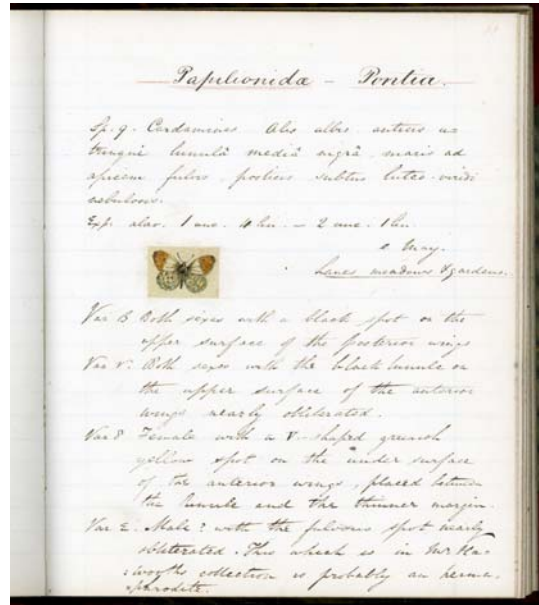 Papilionidæ – Pontia.
Sp. 9. Cardamines Alis albis anticis u=
trinque lunulâ mediâ nigrâ maris ad
apicem fulvis, posticis subtus luteo-viridi
nebulosis.
Exp. alar. 1 unc. 4 lin. – 2 unc. 1 lin.
May.
Lanes meadows & gardens.
Var B Both sexes with a black spot on the
upper surface of the posterior wings
Var γ. Both sexes with the black lunule on
the upper surface of the anterior
wings nearly obliterated.
Var δ Female with a V-shaped greenish
yellow spot on the under surface
of the anterior wings, placed between
the lunule and the thinner margin.
Var Ɛ. Male? with the fulvous spot nearly
obliterated. This which is in Mr Ha-
:worths collection is probably an herma-
:phrodite.